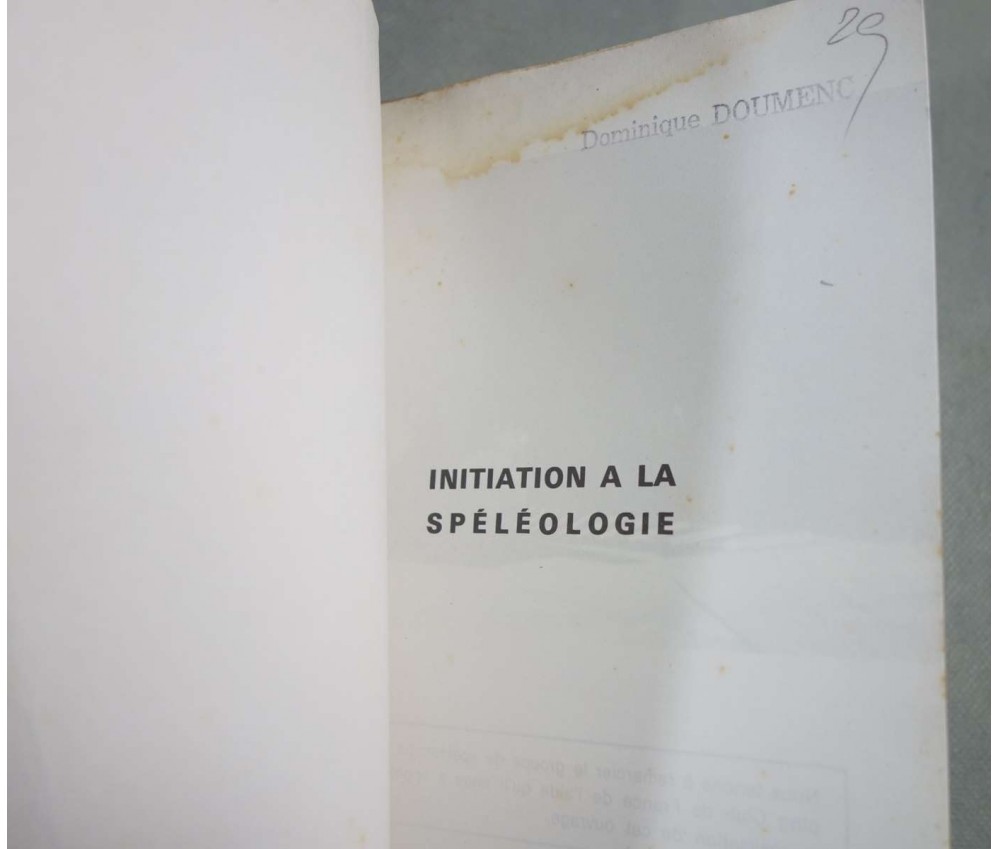 29
Dominique DOUMENC
INITIATION A LA
SPÉLÉOLOGIE